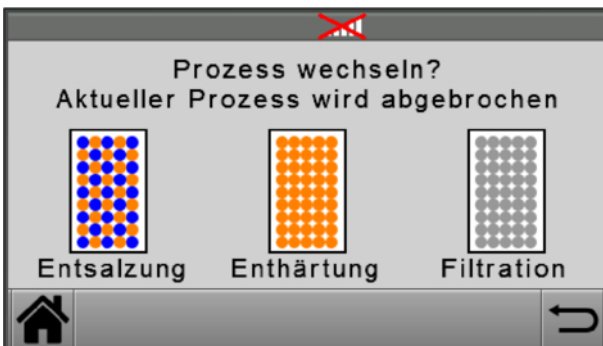 Prozess wechseln?
Aktueller Prozess wird abgebrochen
Entsalzung Enthärtung Filtration